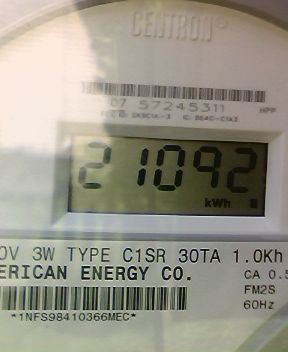 CENTRON®
07 57245311
HPP
21092
kWh
0V 3W TYPE C1SR 30TA 1.0Kh
ERICAN ENERGY CO.
CA 0.5
FM2S
60Hz
*1NFS98410366MEC*